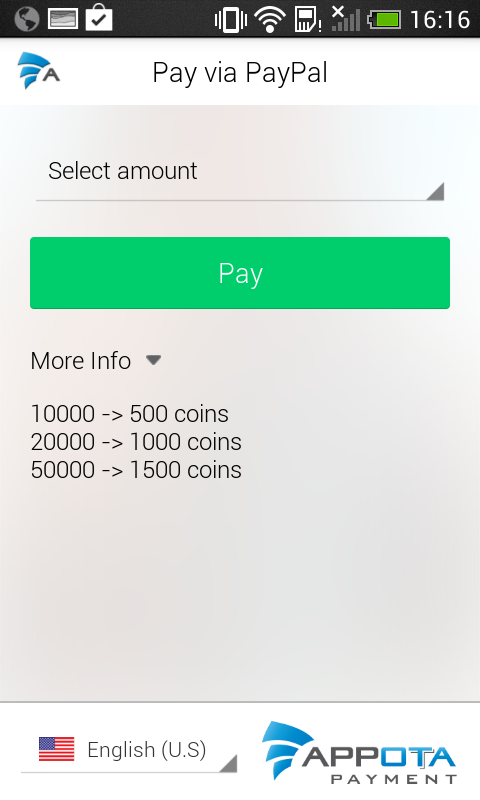 16:16
A
Pay via PayPal
Select amount
Pay
More Info
10000 -> 500 coins
20000 -> 1000 coins
50000 -> 1500 coins
English (U.S)
APPOTA
PAYMENT